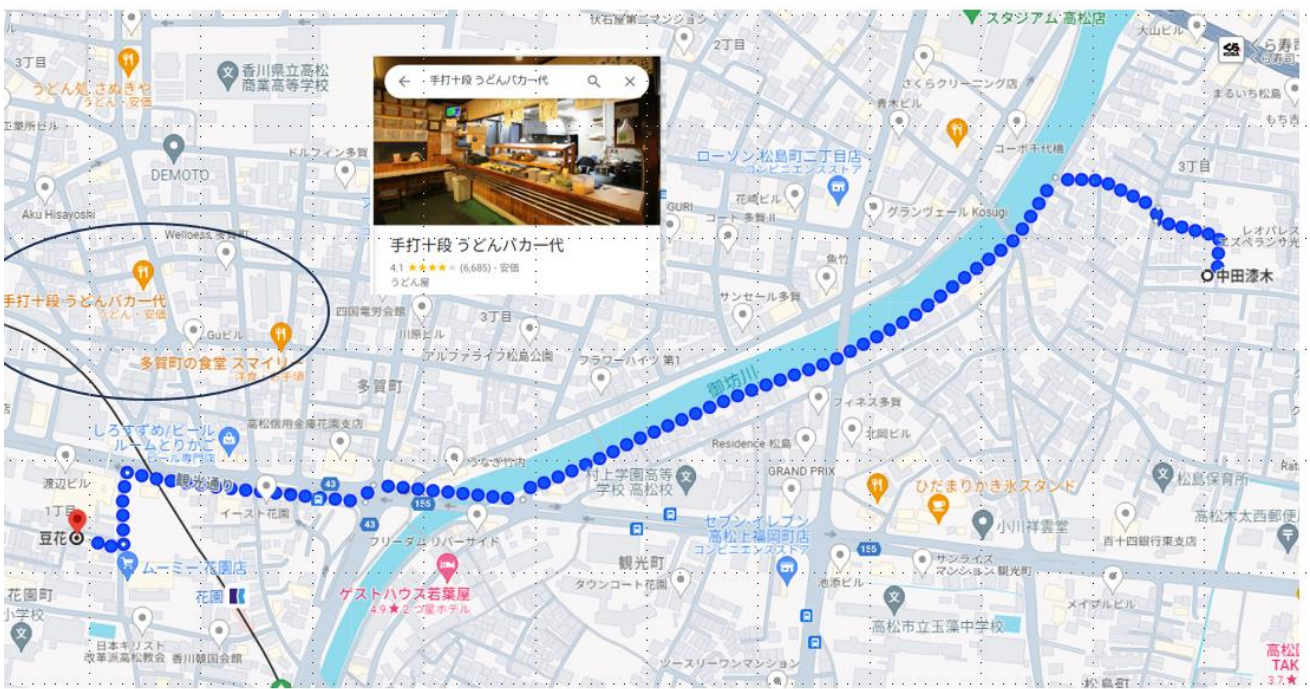 伏石屋第二マンション
スタジアム 高松店
大山ビル
くら寿司
3丁目
うどん処 さぬきや
うどん・安価
香川県立高松
商業高等学校
手打十段 うどんバカ一代
2丁目
さくらクリーニング店
青木ビル
まるいち松島
DEMOTO
ドルフィン多賀
ローソン 松島町二丁目店
コンビニエンスストア
コーポ千代橋
3丁目
Aku Hisayoshi
GURI
花崎ビル
コート 多賀 II
グランヴェール Kosugi
Wellness 多賀町
手打十段 うどんバカ一代
4.1 ★★★★★ (6,685)・安価
うどん屋
魚竹
レオパレス
エスペランサ光
中田漆木
手打十段 うどんバカ一代
うどん・安価
サンセール多賀
Guビル
四国電労会館
川原ビル
3丁目
多賀町の食堂 スマイリー
アルファライフ松島公園
フラワーハイツ 第1
多賀町
御坊川
フィネス多賀
しろすずめ/ビール
ルームとりかご
高松信用金庫花園支店
うなぎ竹内
Residence 松島
北岡ビル
渡辺ビル
観光通り
43
155
村上学園高等
学校 高松校
GRAND PRIX
ひだまりかき氷スタンド
松島保育所
1丁目
イースト花園
43
豆花
フリーダム リバーサイド
セブン-イレブン
高松上福岡町店
コンビニエンスストア
小川祥雲堂
高松木太西郵便
百十四銀行東支店
155
ムーミー 花園店
観光町
タウンコート花園
池添ビル
サンライズ
マンション 観光町
花園町
花園
ゲストハウス若葉屋
4.9★ 2 つ星ホテル
メイプルビル
小学校
高松市立玉藻中学校
日本キリスト
改革派高松教会
香川韓国会館
ツースリーワンマンション
松島町
TAK
3.7★